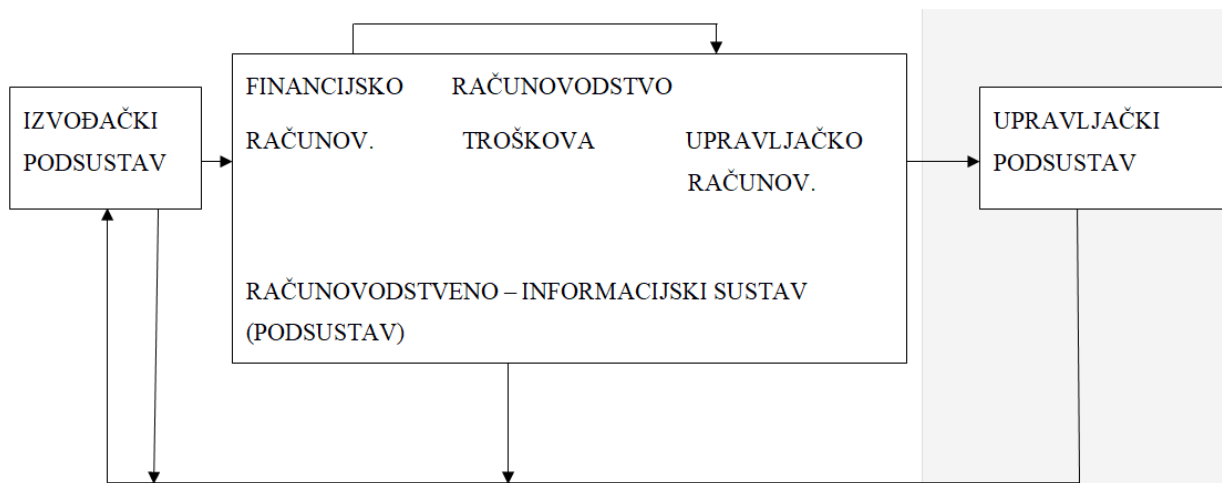 IZVOĐAČKI
PODSUSTAV
FINANCIJSKO RAČUNOVODSTVO
RAČUNOV. TROŠKOVA UPRAVLJAČKO
RAČUNOV.
RAČUNOVODSTVENO – INFORMACIJSKI SUSTAV
(PODSUSTAV)
UPRAVLJAČKI
PODSUSTAV